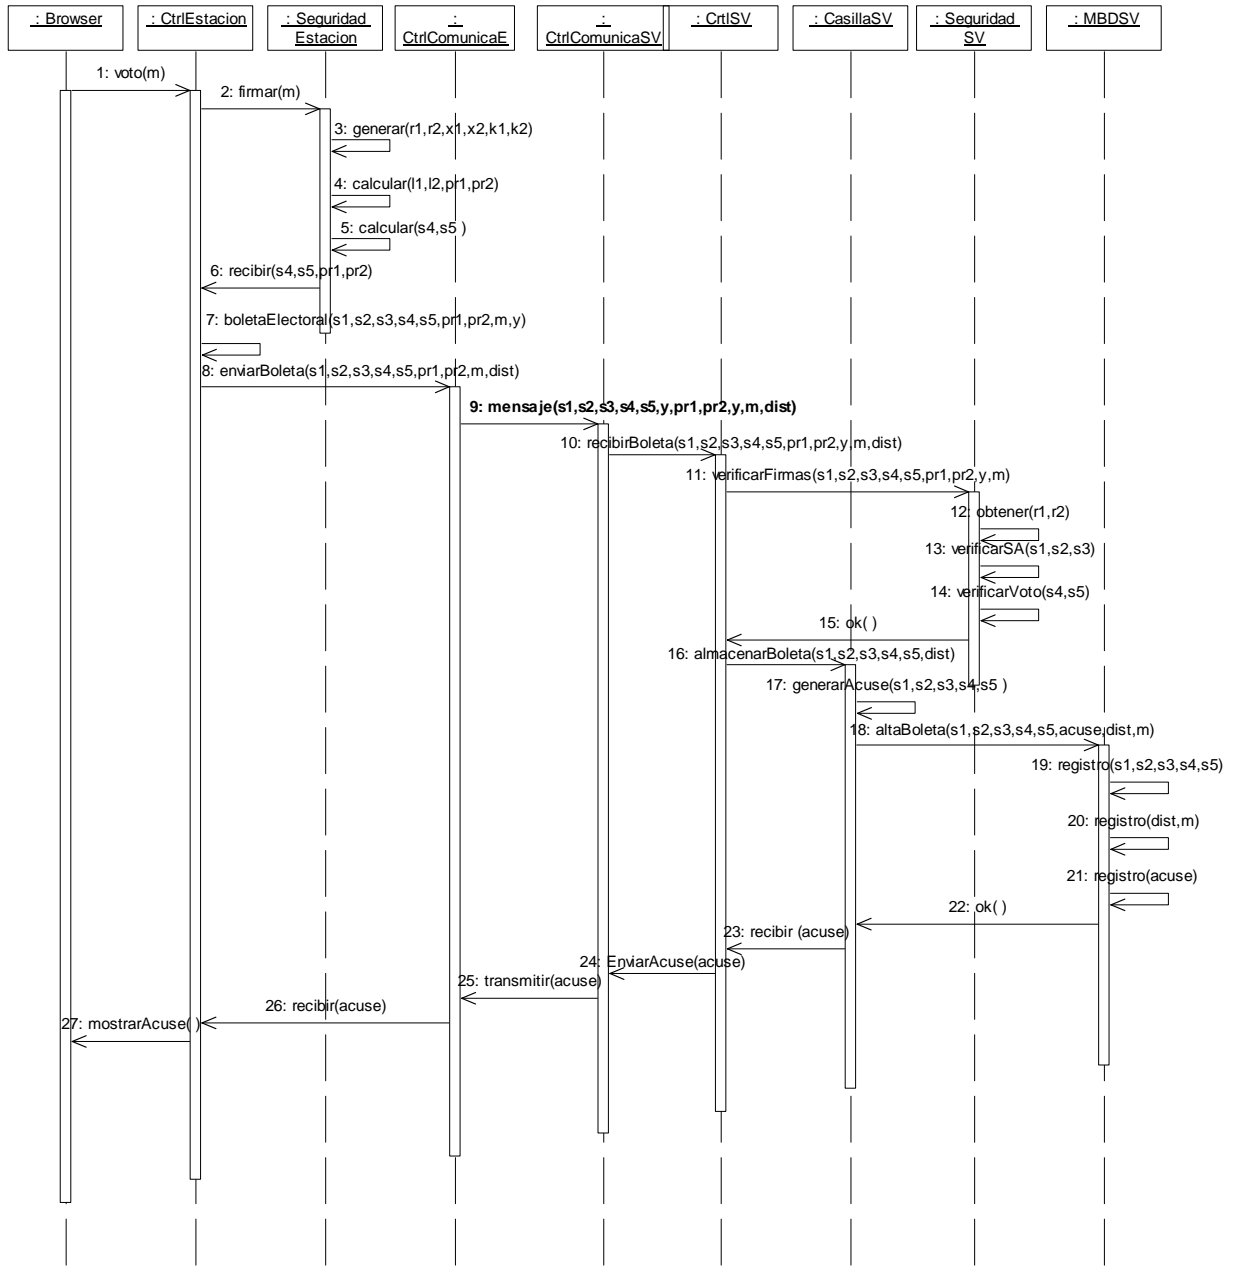 : Browser
: CtrlEstacion
: Seguridad
Estacion
:
CtrlComunicaE
:
CtrlComunicaSV
: CrtlSV
: CasillaSV
: Seguridad
SV
: MBDSV
1: voto(m)
2: firmar(m)
3: generar(r1,r2,x1,x2,k1,k2)
4: calcular(l1,l2,pr1,pr2)
5: calcular(s4,s5 )
6: recibir(s4,s5,pr1,pr2)
7: boletaElectoral(s1,s2,s3,s4,s5,pr1,pr2,m,y)
8: enviarBoleta(s1,s2,s3,s4,s5,pr1,pr2,m,dist)
9: mensaje(s1,s2,s3,s4,s5,y,pr1,pr2,y,m,dist)
10: recibirBoleta(s1,s2,s3,s4,s5,pr1,pr2,y,m,dist)
11: verificarFirmas(s1,s2,s3,s4,s5,pr1,pr2,y,m)
12: obtener(r1,r2)
13: verificarSA(s1,s2,s3)
14: verificarVoto(s4,s5)
15: ok( )
16: almacenarBoleta(s1,s2,s3,s4,s5,dist)
17: generarAcuse(s1,s2,s3,s4,s5 )
18: altaBoleta(s1,s2,s3,s4,s5,acuse,dist,m)
19: registro(s1,s2,s3,s4,s5)
20: registro(dist,m)
21: registro(acuse)
22: ok( )
23: recibir (acuse)
24: EnviarAcuse(acuse)
25: transmitir(acuse)
26: recibir(acuse)
27: mostrarAcuse( )